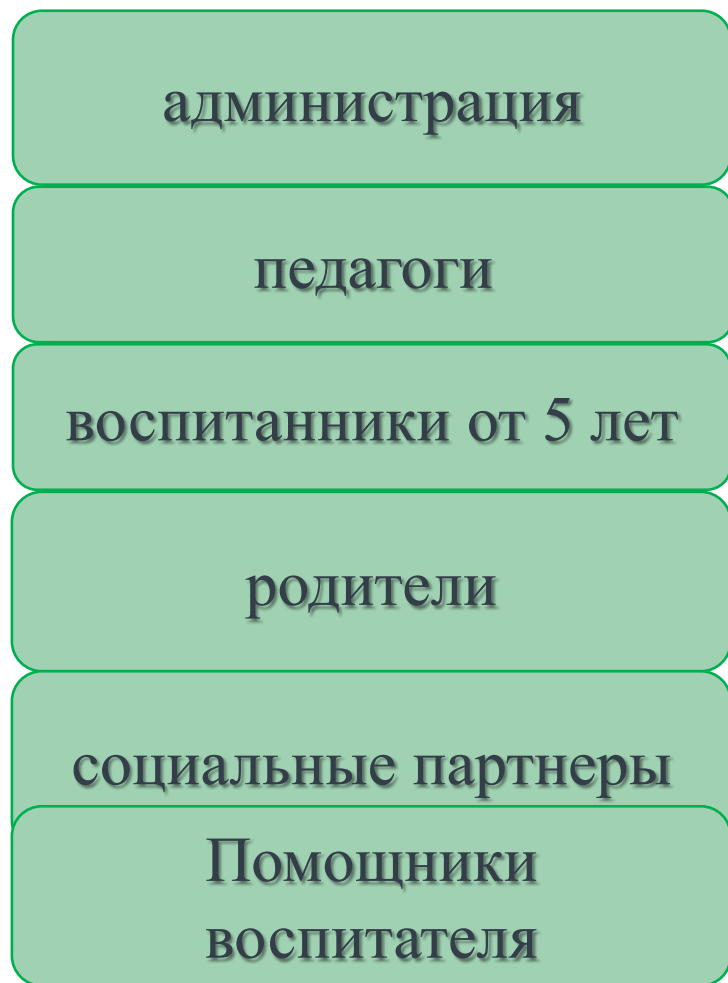 администрация
педагоги
воспитанники от 5 лет
родители
социальные партнеры
Помощники
воспитателя